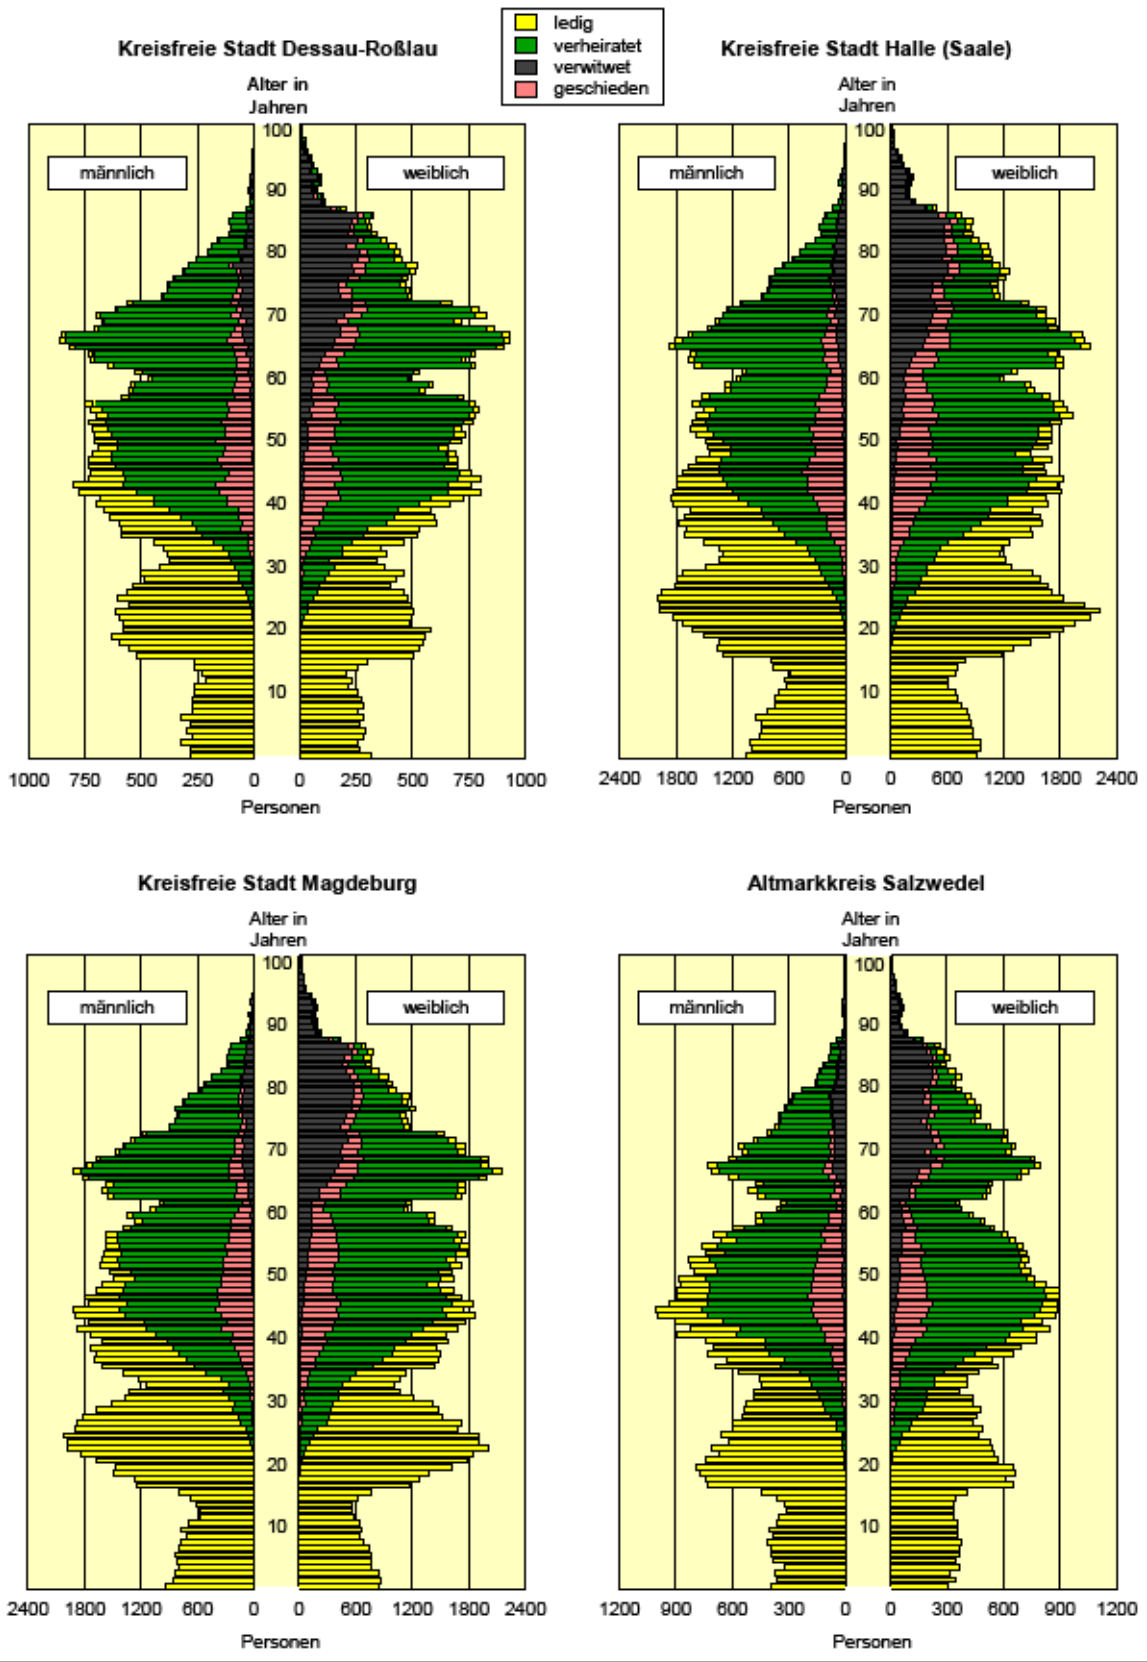 ledig
verheiratet
verwitwet
geschieden
Kreisfreie Stadt Dessau-Roßlau
Alter in
Jahren
männlich
weiblich
100
90
80
70
60
50
40
30
20
10
1000 750 500 250 0 0 250 500 750 1000
Personen
Kreisfreie Stadt Halle (Saale)
Alter in
Jahren
männlich
weiblich
100
90
80
70
60
50
40
30
20
10
2400 1800 1200 600 0 0 600 1200 1800 2400
Personen
Kreisfreie Stadt Magdeburg
Alter in
Jahren
männlich
weiblich
100
90
80
70
60
50
40
30
20
10
2400 1800 1200 600 0 0 600 1200 1800 2400
Personen
Altmarkkreis Salzwedel
Alter in
Jahren
männlich
weiblich
100
90
80
70
60
50
40
30
20
10
1200 900 600 300 0 0 300 600 900 1200
Personen